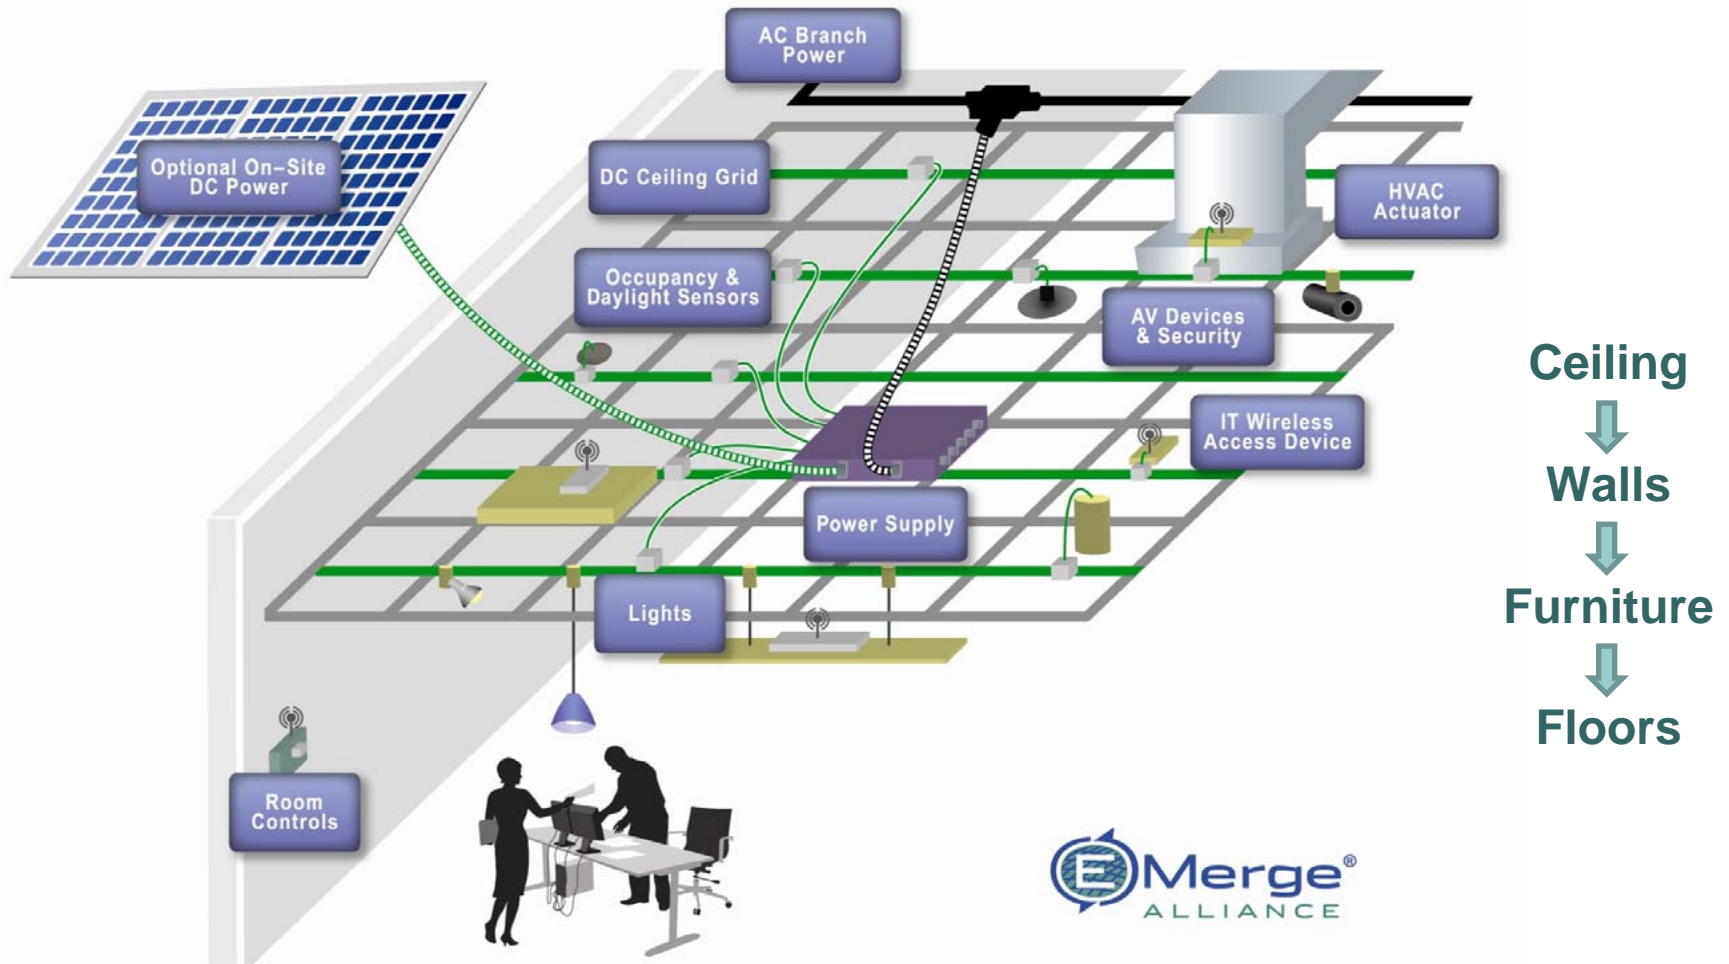 AC Branch
Power
Optional On-Site
DC Power
DC Ceiling Grid
HVAC
Actuator
Occupancy &
Daylight Sensors
AV Devices
& Security
IT Wireless
Access Device
Power Supply
Lights
Room
Controls
Ceiling
Walls
Furniture
Floors
EMerge®
ALLIANCE